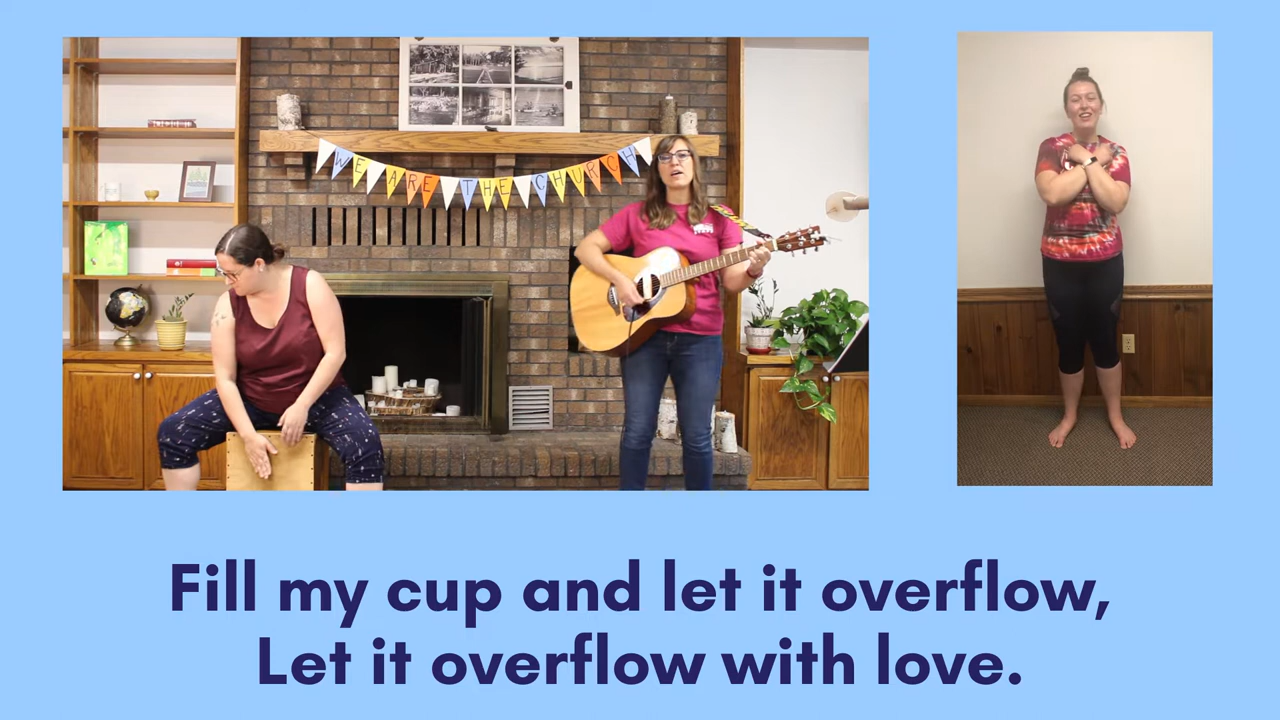 WE ARE THE CHURCH
Fill my cup and let it overflow,
Let it overflow with love.